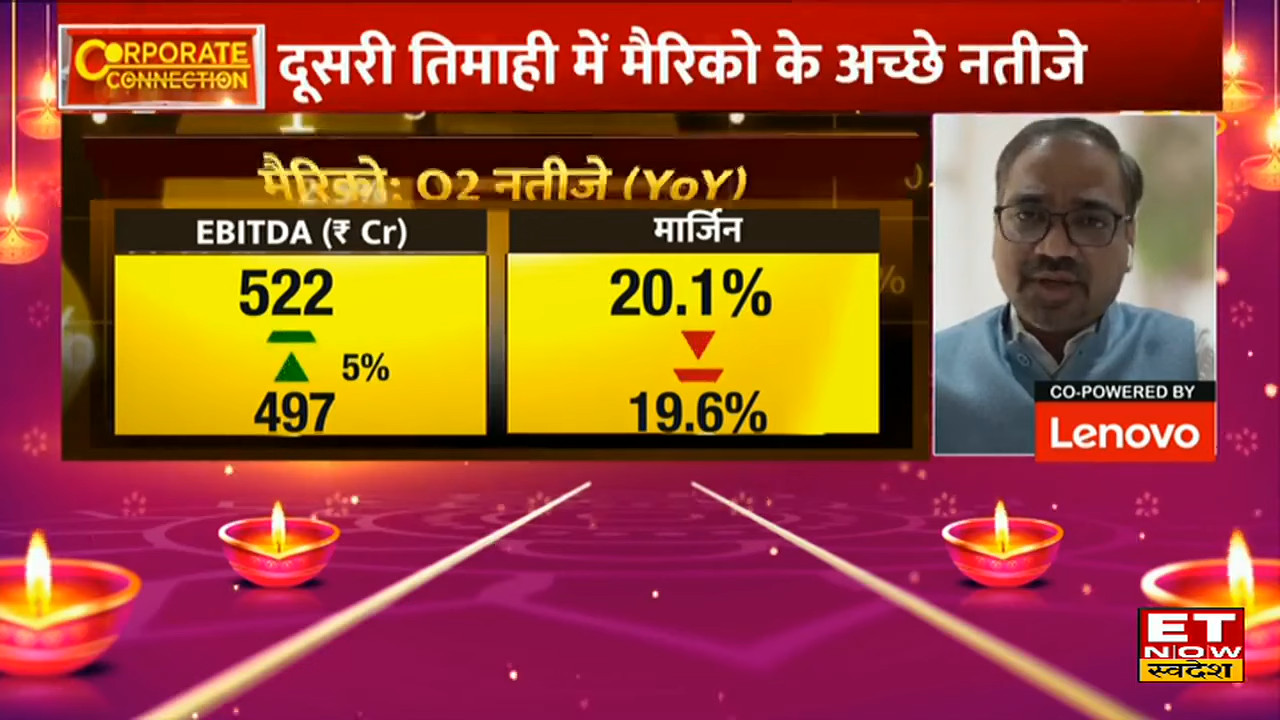 CORPORATE
CONNECTION
दूसरी तिमाही में मैरिको के अच्छे नतीजे
मैरिको: Q2 नतीजे (YoY)
EBITDA (₹ Cr)
522
5%
497
मार्जिन
20.1%
19.6%
CO-POWERED BY
Lenovo
ET
NOW
स्वदेश